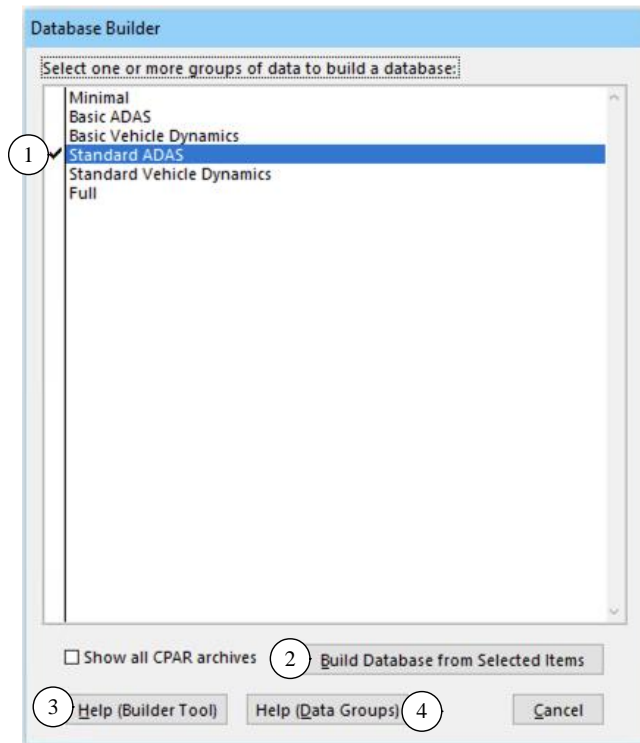 Database Builder
Select one or more groups of data to build a database:
Minimal
Basic ADAS
Basic Vehicle Dynamics
1 ✓ Standard ADAS
Standard Vehicle Dynamics
Full
Show all CPAR archives 2 Build Database from Selected Items
3 Help (Builder Tool) Help (Data Groups) 4 Cancel